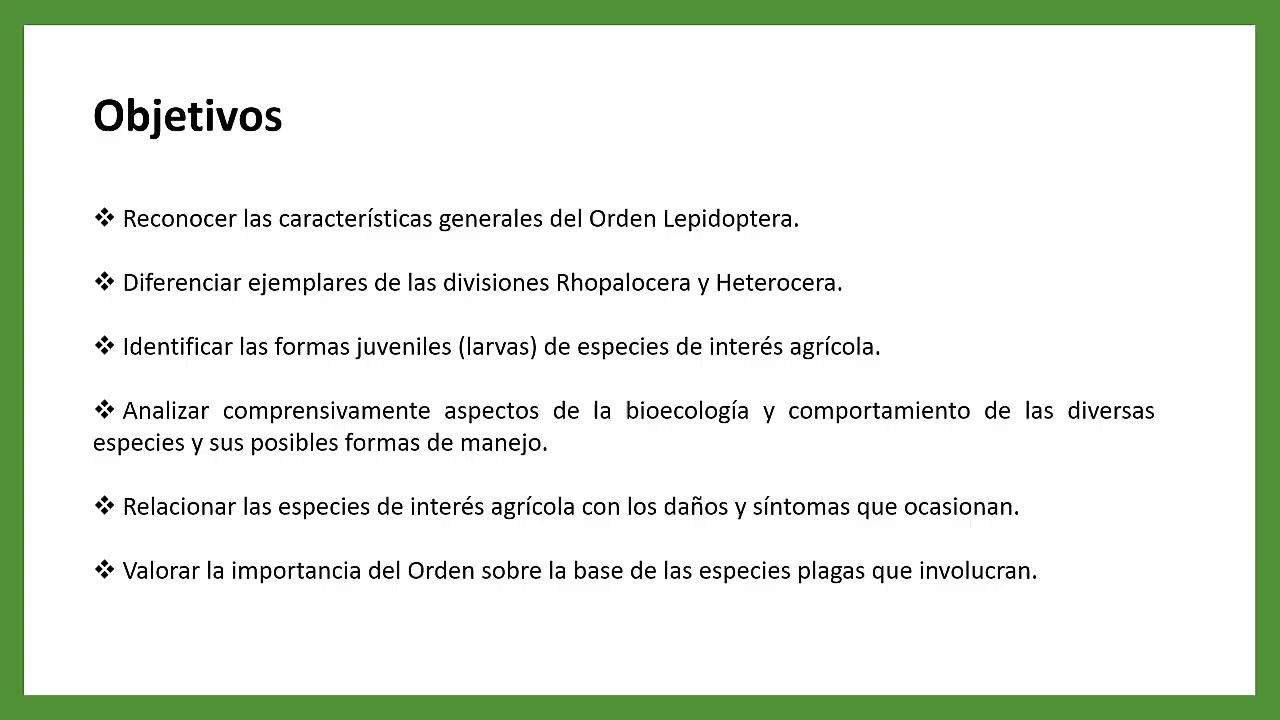 Objetivos
❖ Reconocer las características generales del Orden Lepidoptera.
❖ Diferenciar ejemplares de las divisiones Rhopalocera y Heterocera.
❖ Identificar las formas juveniles (larvas) de especies de interés agrícola.
❖ Analizar comprensivamente aspectos de la bioecología y comportamiento de las diversas
especies y sus posibles formas de manejo.
❖ Relacionar las especies de interés agrícola con los daños y síntomas que ocasionan.
❖ Valorar la importancia del Orden sobre la base de las especies plagas que involucran.